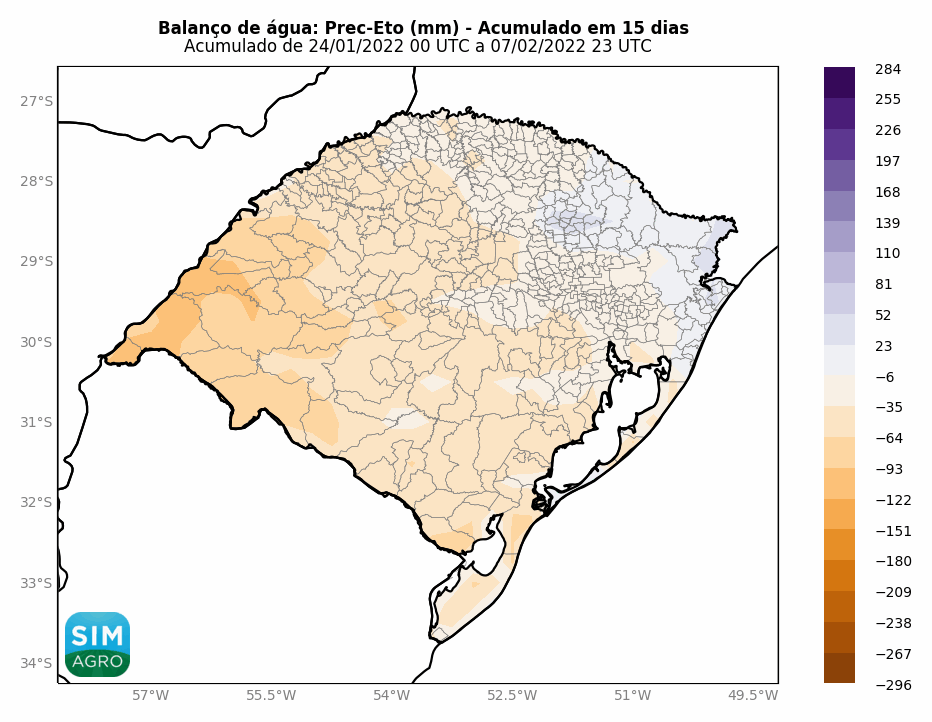 Balanço de água: Prec-Eto (mm) - Acumulado em 15 dias
Acumulado de 24/01/2022 00 UTC a 07/02/2022 23 UTC
27°S
28°S
29°S
30°S
31°S
32°S
33°S
34°S
57°W
55.5°W
54°W
52.5°W
51°W
49.5°W
284
255
226
197
168
139
110
81
52
23
−6
−35
−64
−93
−122
−151
−180
−209
−238
−267
−296
SIM
AGRO